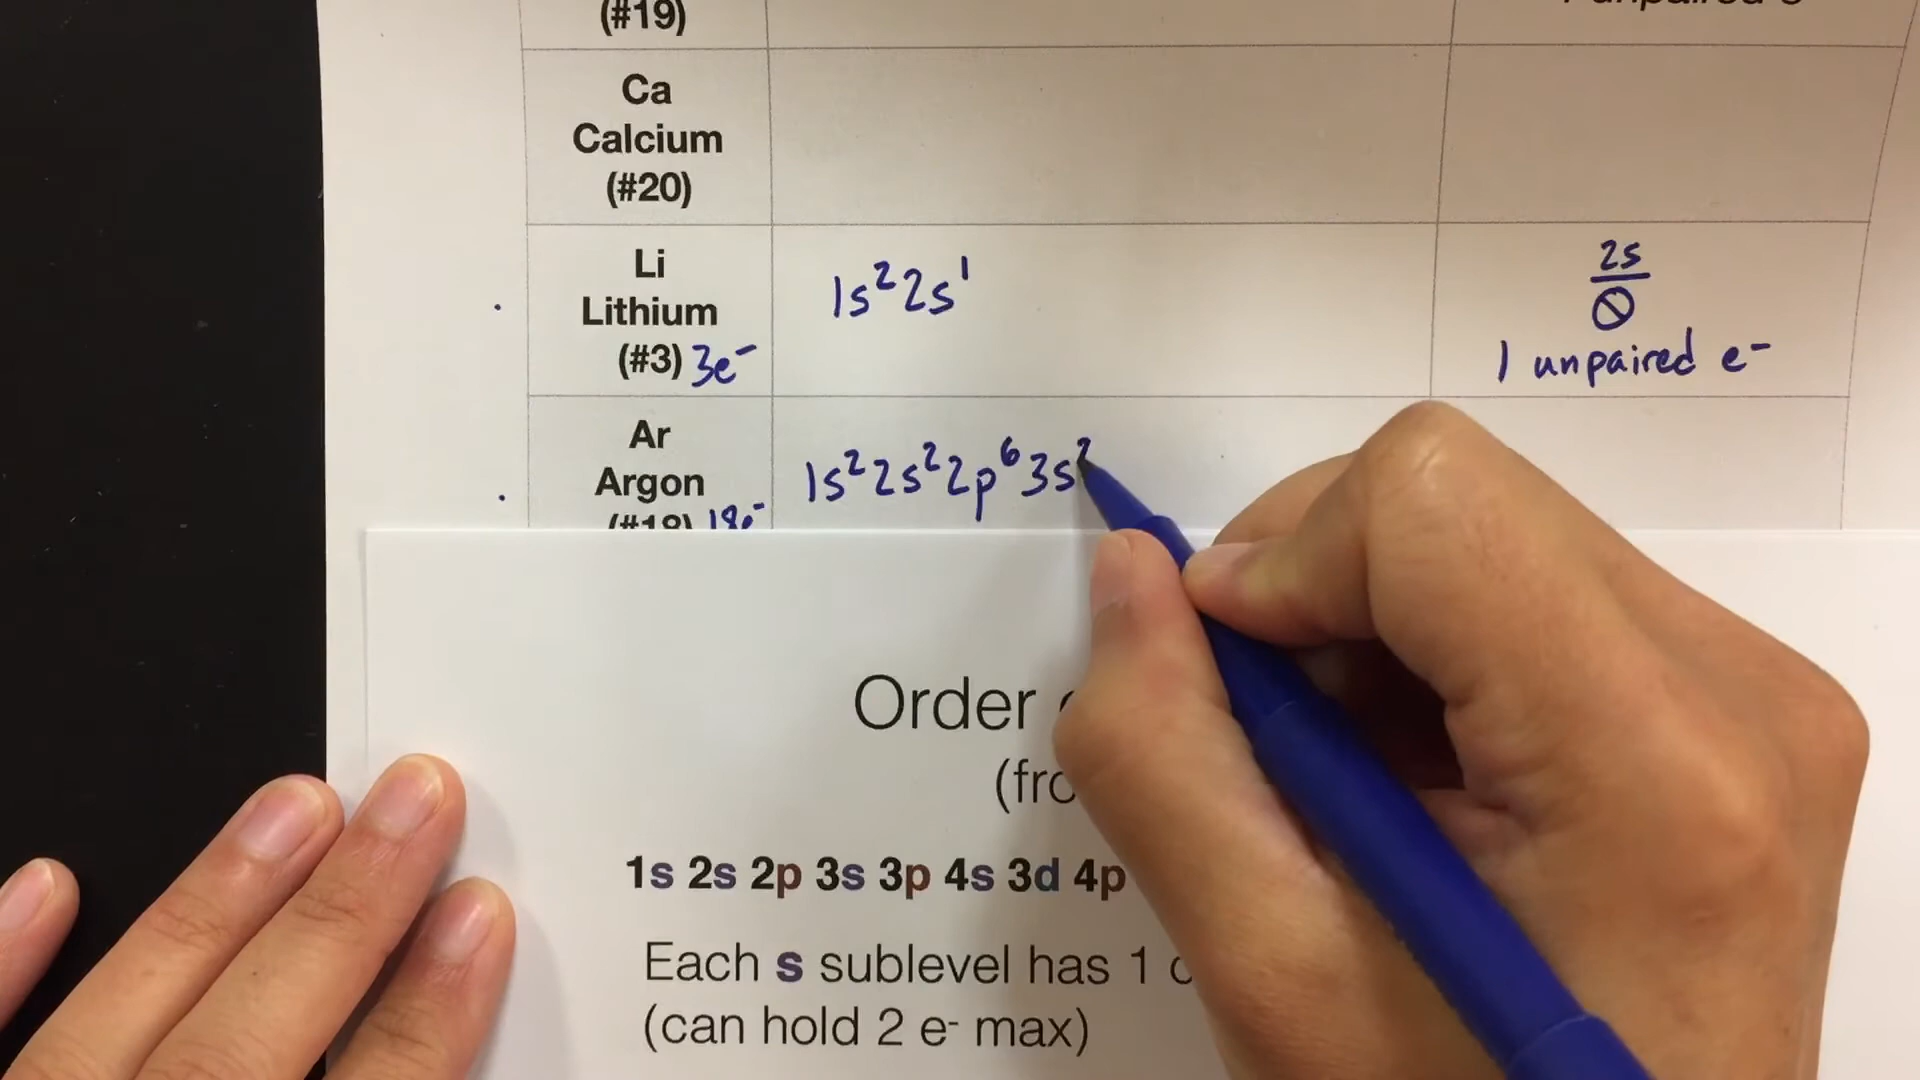 (#19)
Ca
Calcium
(#20)
Li
Lithium
(#3) 3e⁻
1s²2s¹
2s
1 unpaired e⁻
Ar
Argon
1s²2s²2p⁶3s²
Order
1s 2s 2p 3s 3p 4s 3d 4p
Each s sublevel has 1
(can hold 2 e⁻ max)